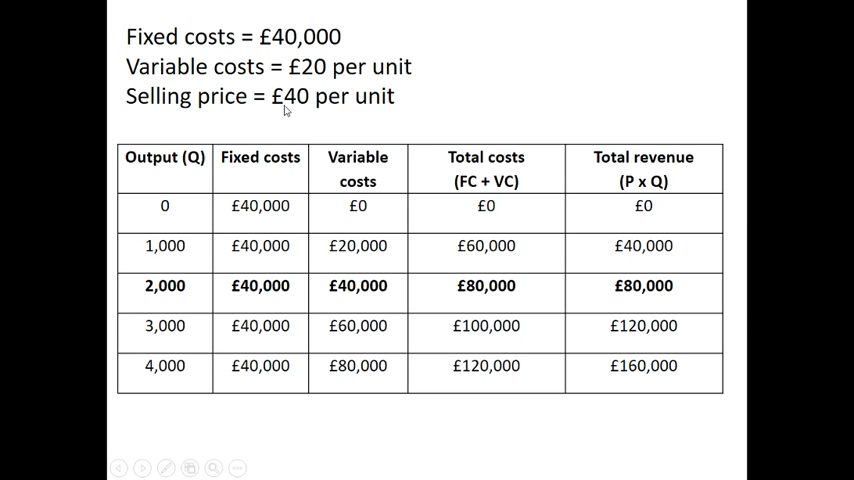 Fixed costs = £40,000
Variable costs = £20 per unit
Selling price = £40 per unit
Output (Q) Fixed costs Variable costs Total costs (FC + VC) Total revenue (P x Q)
0 £40,000 £0 £0 £0
1,000 £40,000 £20,000 £60,000 £40,000
2,000 £40,000 £40,000 £80,000 £80,000
3,000 £40,000 £60,000 £100,000 £120,000
4,000 £40,000 £80,000 £120,000 £160,000